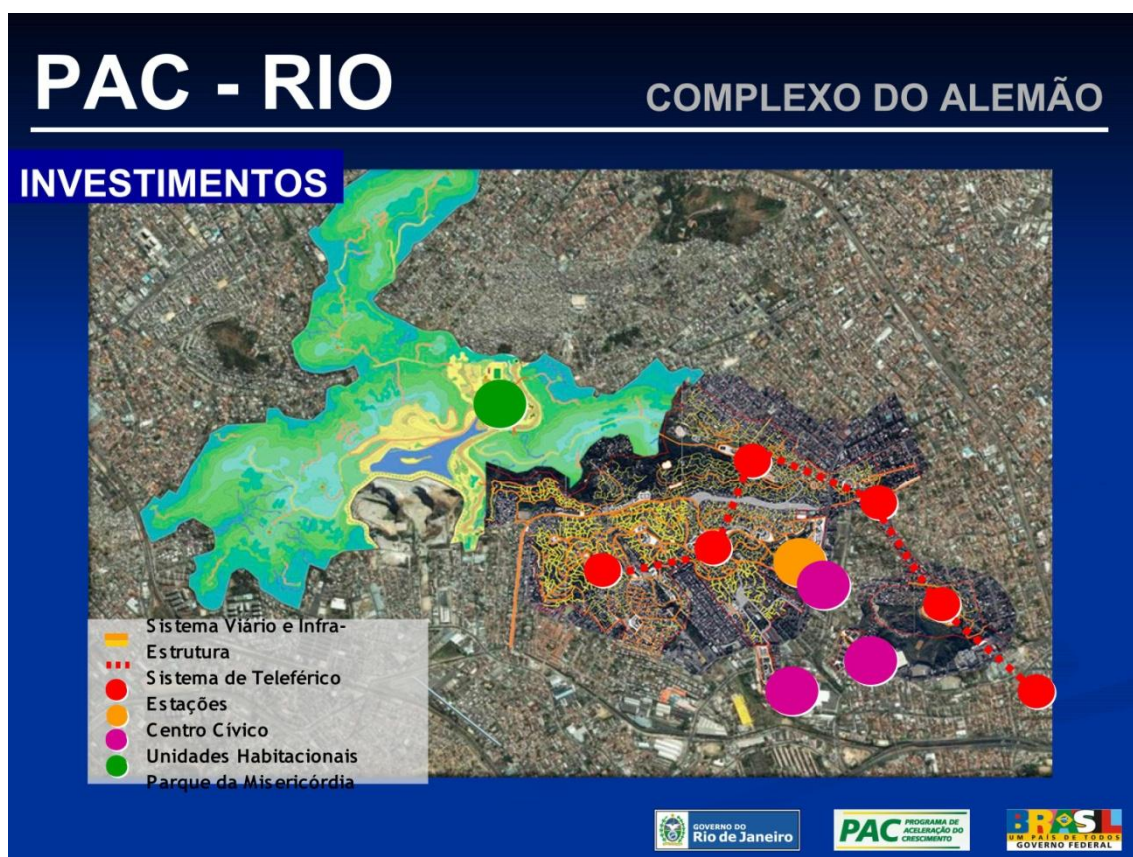 PAC - RIO
COMPLEXO DO ALEMÃO
INVESTIMENTOS
Sistema Viário e Infra-
Estrutura
Sistema de Teleférico
Estações
Centro Cívico
Unidades Habitacionais
Parque da Misericórdia
GOVERNO DO
Rio de Janeiro
PAC PROGRAMA DE
ACELERAÇÃO DO
CRESCIMENTO
BRASIL
UM PAÍS DE TODOS
GOVERNO FEDERAL